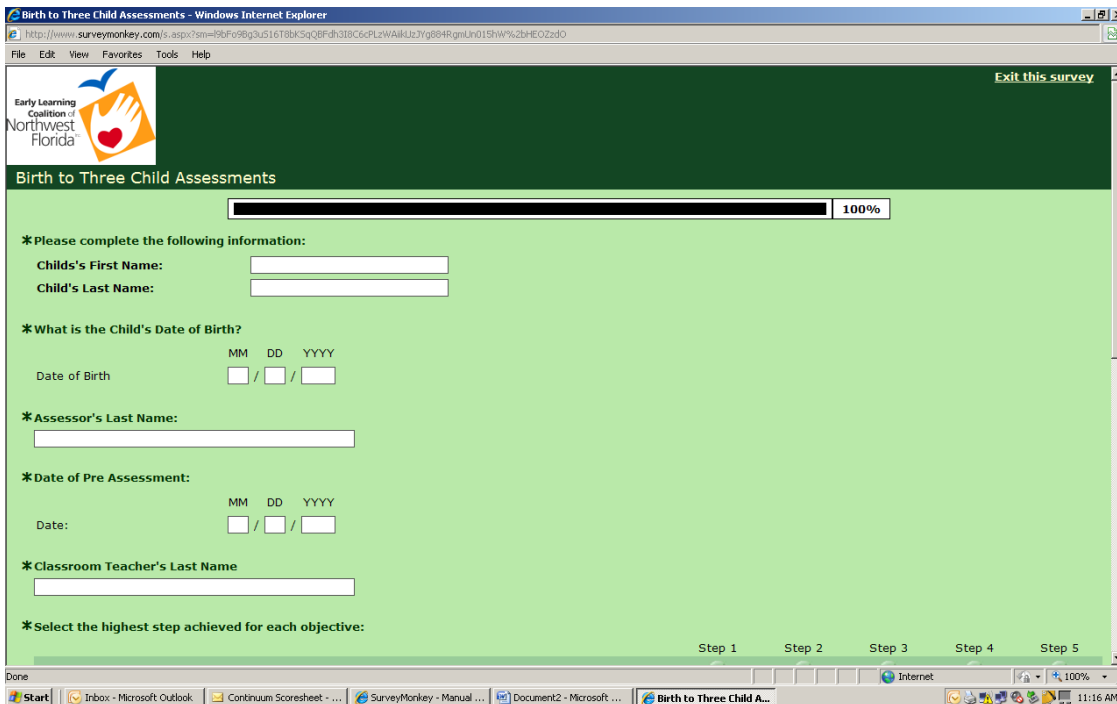 Birth to Three Child Assessments - Windows Internet Explorer
File Edit View Favorites Tools Help
Exit this survey
Early Learning
Coalition of
Northwest
Florida
Birth to Three Child Assessments
100%
*Please complete the following information:
Childs's First Name:
Child's Last Name:
*What is the Child's Date of Birth?
MM DD YYYY
Date of Birth / /
*Assessor's Last Name:
*Date of Pre Assessment:
MM DD YYYY
Date: / /
*Classroom Teacher's Last Name
*Select the highest step achieved for each objective:
Step 1 Step 2 Step 3 Step 4 Step 5
Done Internet 100%
Start Inbox - Microsoft Outlook Continuum Scoresheet - ... SurveyMonkey - Manual ... Document2 - Microsoft ... Birth to Three Child A... 11:16 AM